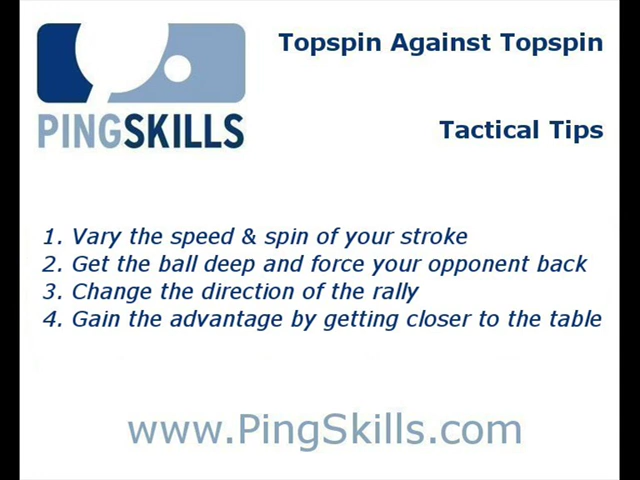 Topspin Against Topspin
PINGSKILLS
Tactical Tips
1. Vary the speed & spin of your stroke
2. Get the ball deep and force your opponent back
3. Change the direction of the rally
4. Gain the advantage by getting closer to the table
www.PingSkills.com